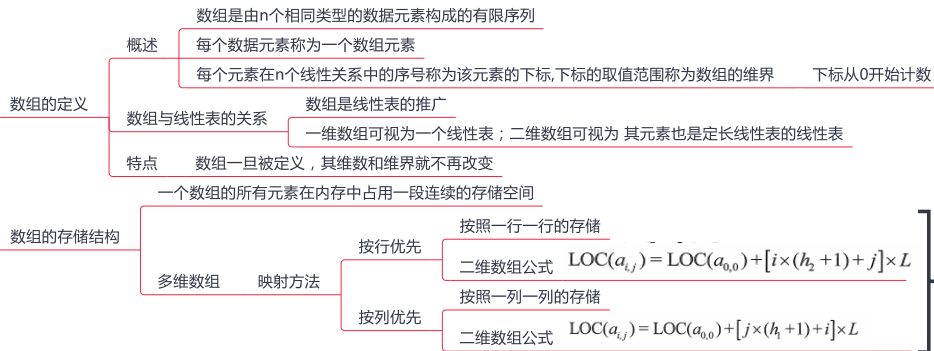 数组是由n个相同类型的数据元素构成的有限序列
概述
每个数据元素称为一个数组元素
每个元素在n个线性关系中的序号称为该元素的下标,下标的取值范围称为数组的维界
下标从0开始计数
数组的定义
数组与线性表的关系
数组是线性表的推广
一维数组可视为一个线性表；二维数组可视为 其元素也是定长线性表的线性表
特点
数组一旦被定义，其维数和维界就不再改变
一个数组的所有元素在内存中占用一段连续的存储空间
数组的存储结构
多维数组
映射方法
按行优先
按照一行一行的存储
二维数组公式 LOC(a_{i,j}) = LOC(a_{0,0}) + [i×(h_2 +1) + j]×L
按列优先
按照一列一列的存储
二维数组公式 LOC(a_{i,j}) = LOC(a_{0,0}) + [j×(h_1 +1) + i]×L